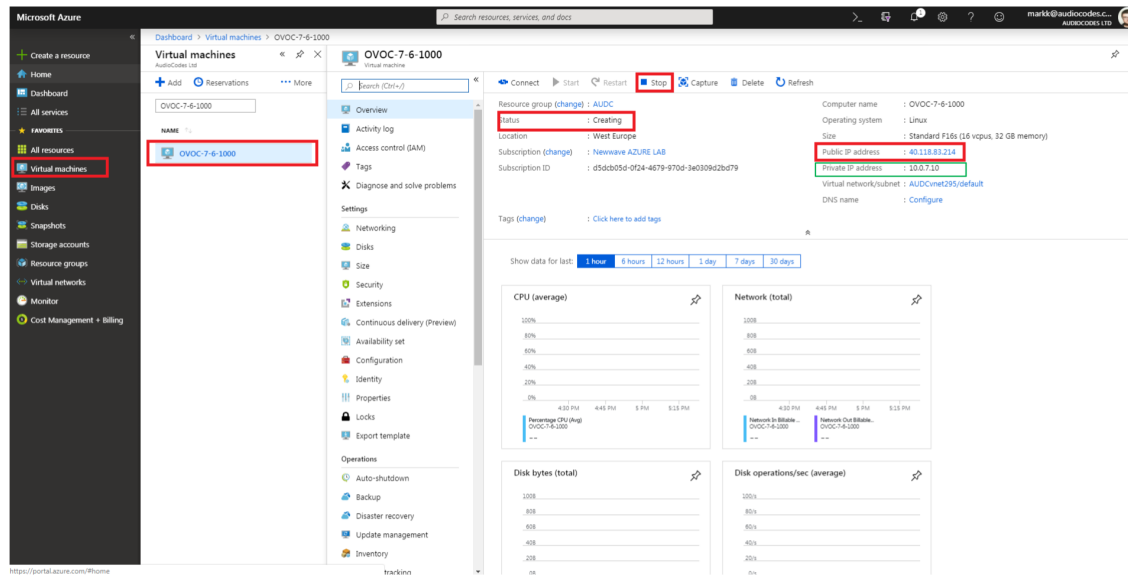 Microsoft Azure
Search resources, services, and docs
1
markk@audiocodes.c...
AUDIOCODES LTD
Create a resource
Home
Dashboard
All services
FAVORITES
All resources
Virtual machines
Images
Disks
Snapshots
Storage accounts
Resource groups
Virtual networks
Monitor
Cost Management + Billing
https://portal.azure.com/#home
Dashboard > Virtual machines > OVOC-7-6-1000
Virtual machines
AudioCodes Ltd
Add Reservations ••• More
OVOC-7-6-1000
NAME
OVOC-7-6-1000
OVOC-7-6-1000
Virtual machine
Search (Ctrl+/)
Overview
Activity log
Access control (IAM)
Tags
Diagnose and solve problems
Settings
Networking
Disks
Size
Security
Extensions
Continuous delivery (Preview)
Availability set
Configuration
Identity
Properties
Locks
Export template
Operations
Auto-shutdown
Backup
Disaster recovery
Update management
Inventory
tracking
Connect Start Restart Stop Capture Delete Refresh
Resource group (change) : AUDC
Status : Creating
Location : West Europe
Subscription (change) : Newwave AZURE LAB
Subscription ID : d5dcb05d-0f24-4679-970d-3e0309d2bd79
Computer name : OVOC-7-6-1000
Operating system : Linux
Size : Standard F16s (16 vcpus, 32 GB memory)
Public IP address : 40.118.83.214
Private IP address : 10.0.7.10
Virtual network/subnet : AUDCvnet295/default
DNS name : Configure
Tags (change) : Click here to add tags
Show data for last: 1 hour 6 hours 12 hours 1 day 7 days 30 days
CPU (average)
100%
80%
60%
40%
20%
0%
4:30 PM 4:45 PM 5 PM 5:15 PM
Percentage CPU (Avg)
OVOC-7-6-1000
--
Network (total)
100B
80B
60B
40B
20B
0B
4:30 PM 4:45 PM 5 PM 5:15 PM
Network In Billable ...
OVOC-7-6-1000
--
Network Out Billable...
OVOC-7-6-1000
--
Disk bytes (total)
100B
80B
60B
40B
20B
0B
Disk operations/sec (average)
100/s
80/s
60/s
40/s
20/s
0/s